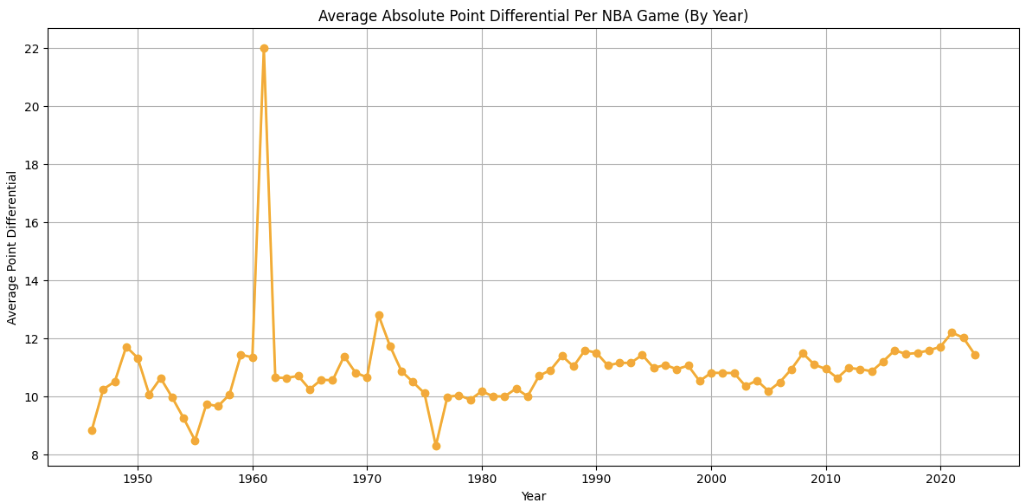 Average Absolute Point Differential Per NBA Game (By Year)
22
20
18
16
14
12
10
8
Average Point Differential
1950 1960 1970 1980 1990 2000 2010 2020
Year